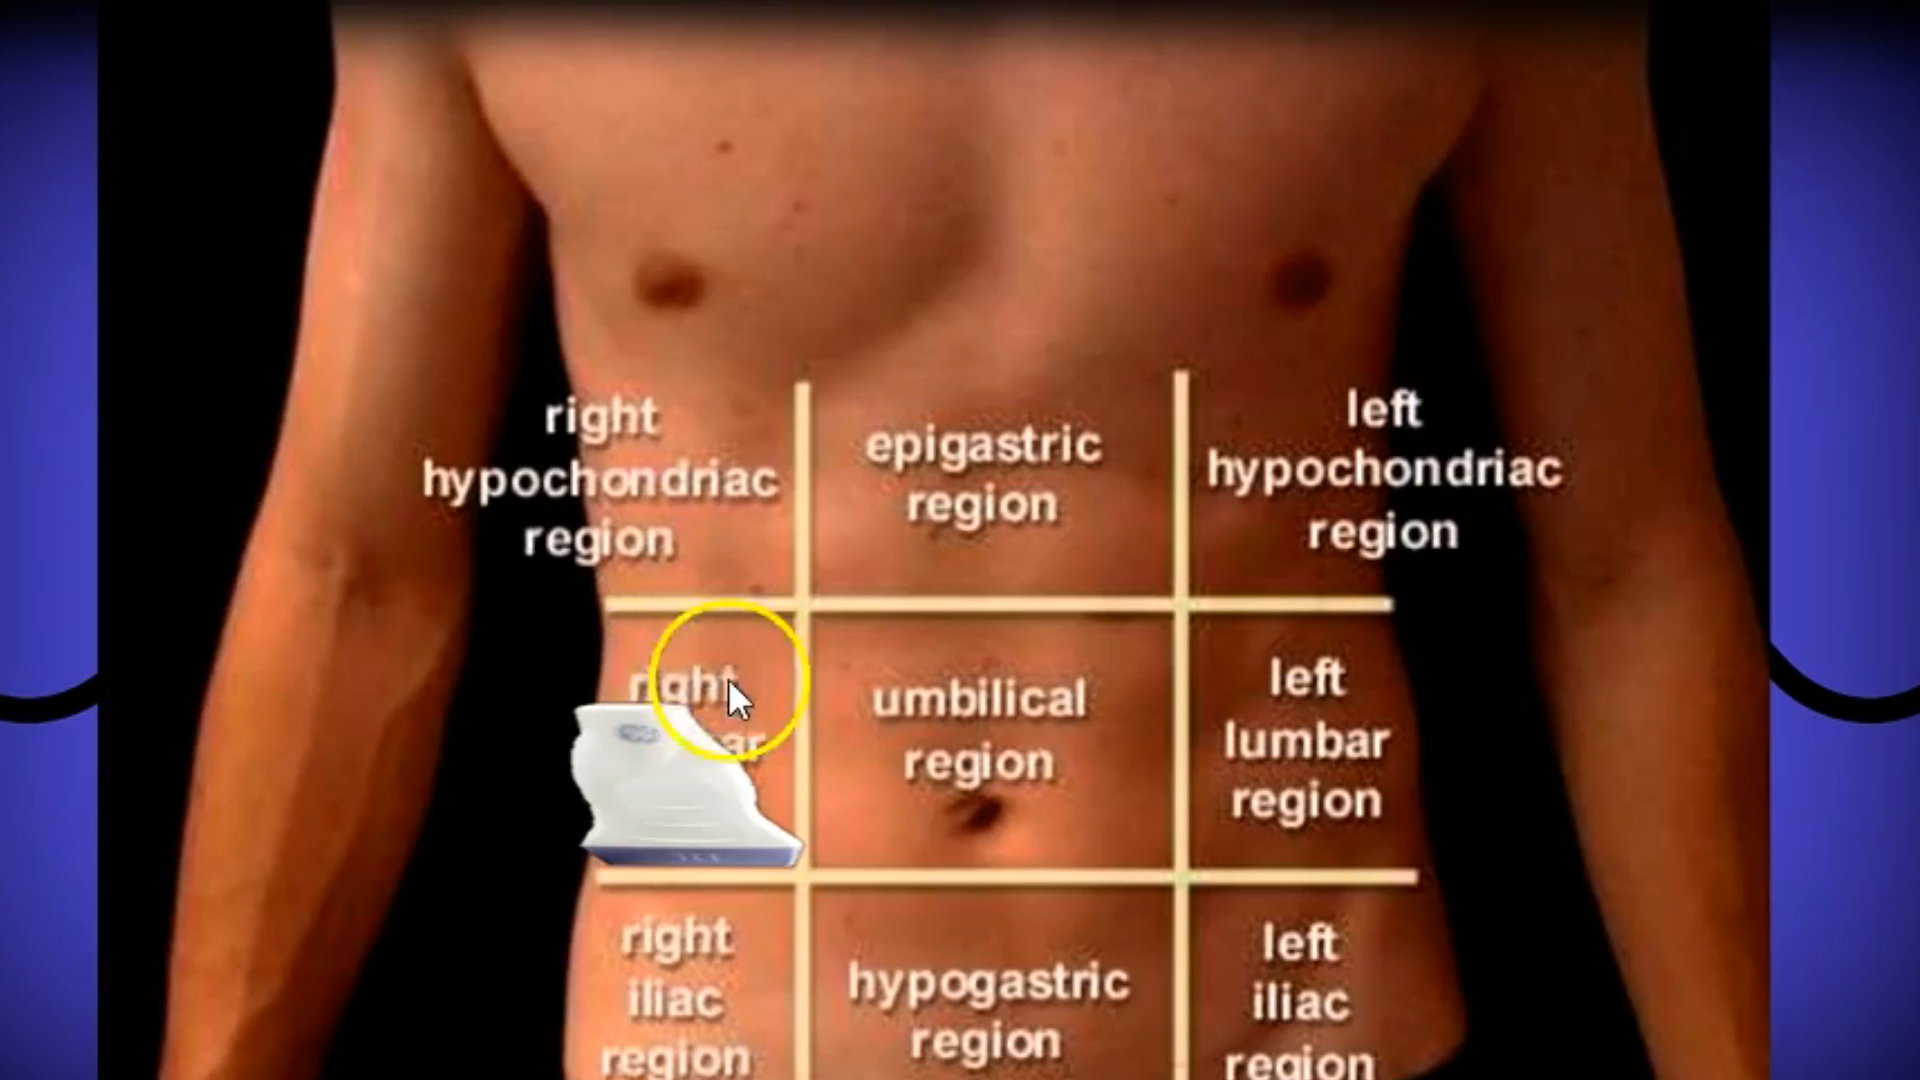 right
hypochondriac
region
epigastric
region
left
hypochondriac
region
right
umbilical
region
left
lumbar
region
right
iliac
region
hypogastric
region
left
iliac
region